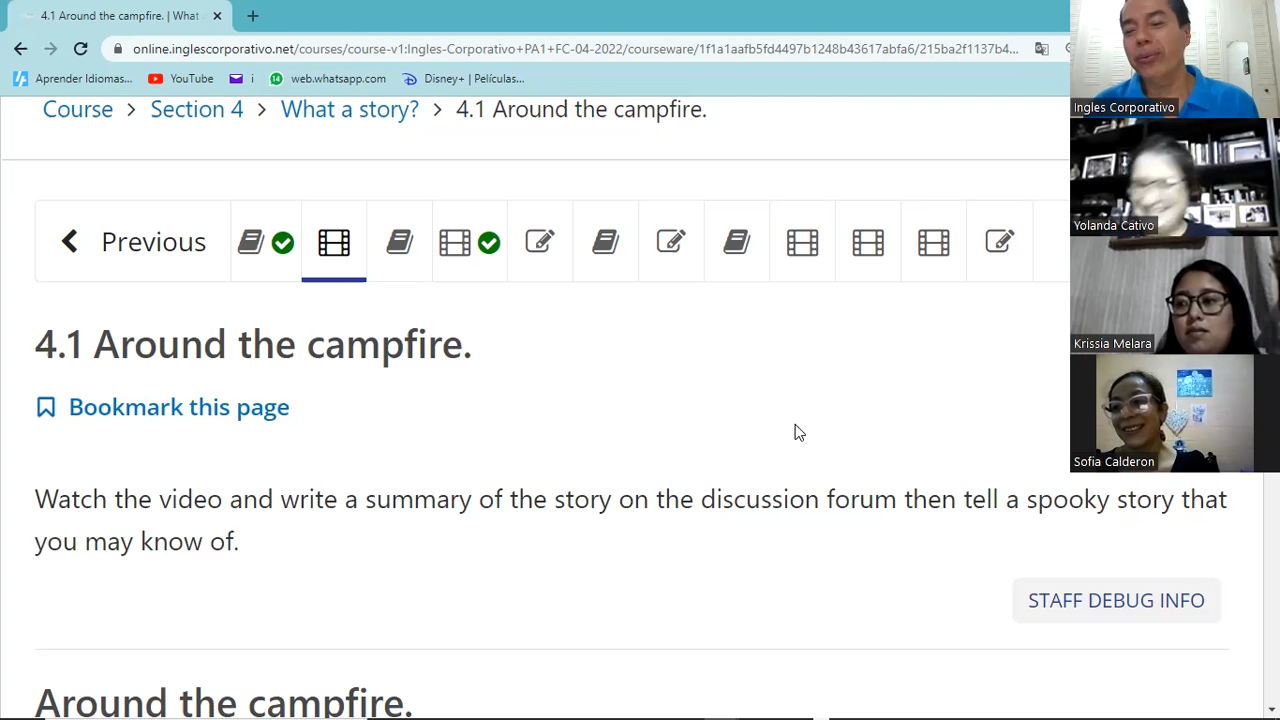 4.1 Around the campfire. | What
online.inglescorporativo.net/courses/course-v1:Ingles-Corporativo+PA1+FC-04-2022/courseware/1f1a1aafb5fd4497b1248b43617abfa6/215ba2f1137b4...
Aprender Idiomas... YouTube i web.whatsapp.com Disney+ | Películas...
Course > Section 4 > What a story? > 4.1 Around the campfire.
Previous
4.1 Around the campfire.
Bookmark this page
Watch the video and write a summary of the story on the discussion forum then tell a spooky story that
you may know of.
STAFF DEBUG INFO
Around the campfire.
Ingles Corporativo
Yolanda Cativo
Krissia Melara
Sofia Calderon